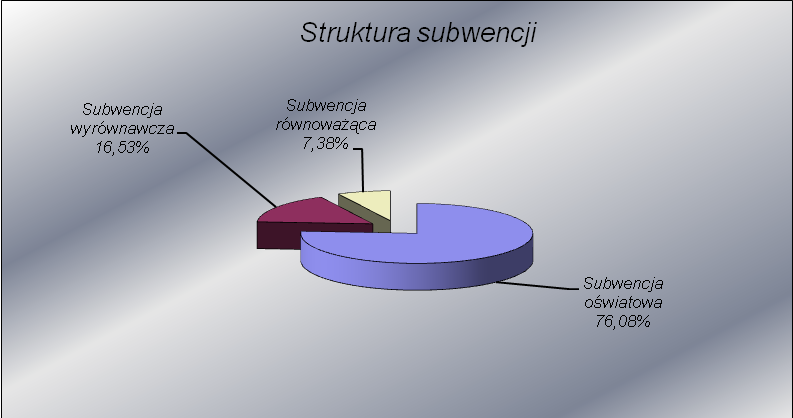 Struktura subwencji
Subwencja
wyrównawcza
16,53%
Subwencja
równoważąca
7,38%
Subwencja
oświatowa
76,08%